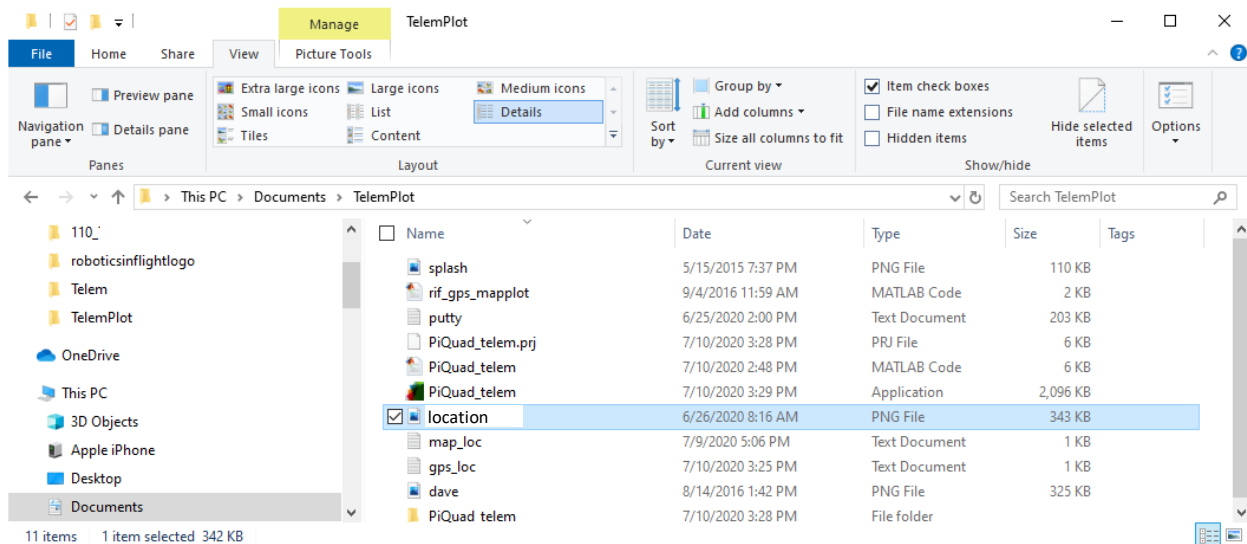 Manage TelemPlot
File Home Share View Picture Tools
Navigation pane
Preview pane
Details pane
Panes
Extra large icons Large icons Medium icons
Small icons List Details
Tiles Content
Layout
Sort by
Group by
Add columns
Size all columns to fit
Current view
Item check boxes
File name extensions
Hidden items
Hide selected items
Show/hide
Options
This PC > Documents > TelemPlot
Search TelemPlot
110_
roboticsinflightlogo
Telem
TelemPlot
OneDrive
This PC
3D Objects
Apple iPhone
Desktop
Documents
Name Date Type Size Tags
splash 5/15/2015 7:37 PM PNG File 110 KB
rif_gps_mapplot 9/4/2016 11:59 AM MATLAB Code 2 KB
putty 6/25/2020 2:00 PM Text Document 203 KB
PiQuad_telem.prj 7/10/2020 3:28 PM PRJ File 6 KB
PiQuad_telem 7/10/2020 2:48 PM MATLAB Code 6 KB
PiQuad_telem 7/10/2020 3:29 PM Application 2,096 KB
location 6/26/2020 8:16 AM PNG File 343 KB
map_loc 7/9/2020 5:06 PM Text Document 1 KB
gps_loc 7/10/2020 3:25 PM Text Document 1 KB
dave 8/14/2016 1:42 PM PNG File 325 KB
PiQuad_telem 7/10/2020 3:28 PM File folder
11 items 1 item selected 342 KB